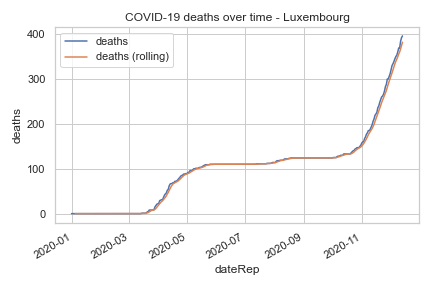 COVID-19 deaths over time - Luxembourg
deaths
deaths (rolling)
400
300
200
100
0
deaths
2020-01
2020-03
2020-05
2020-07
2020-09
2020-11
dateRep